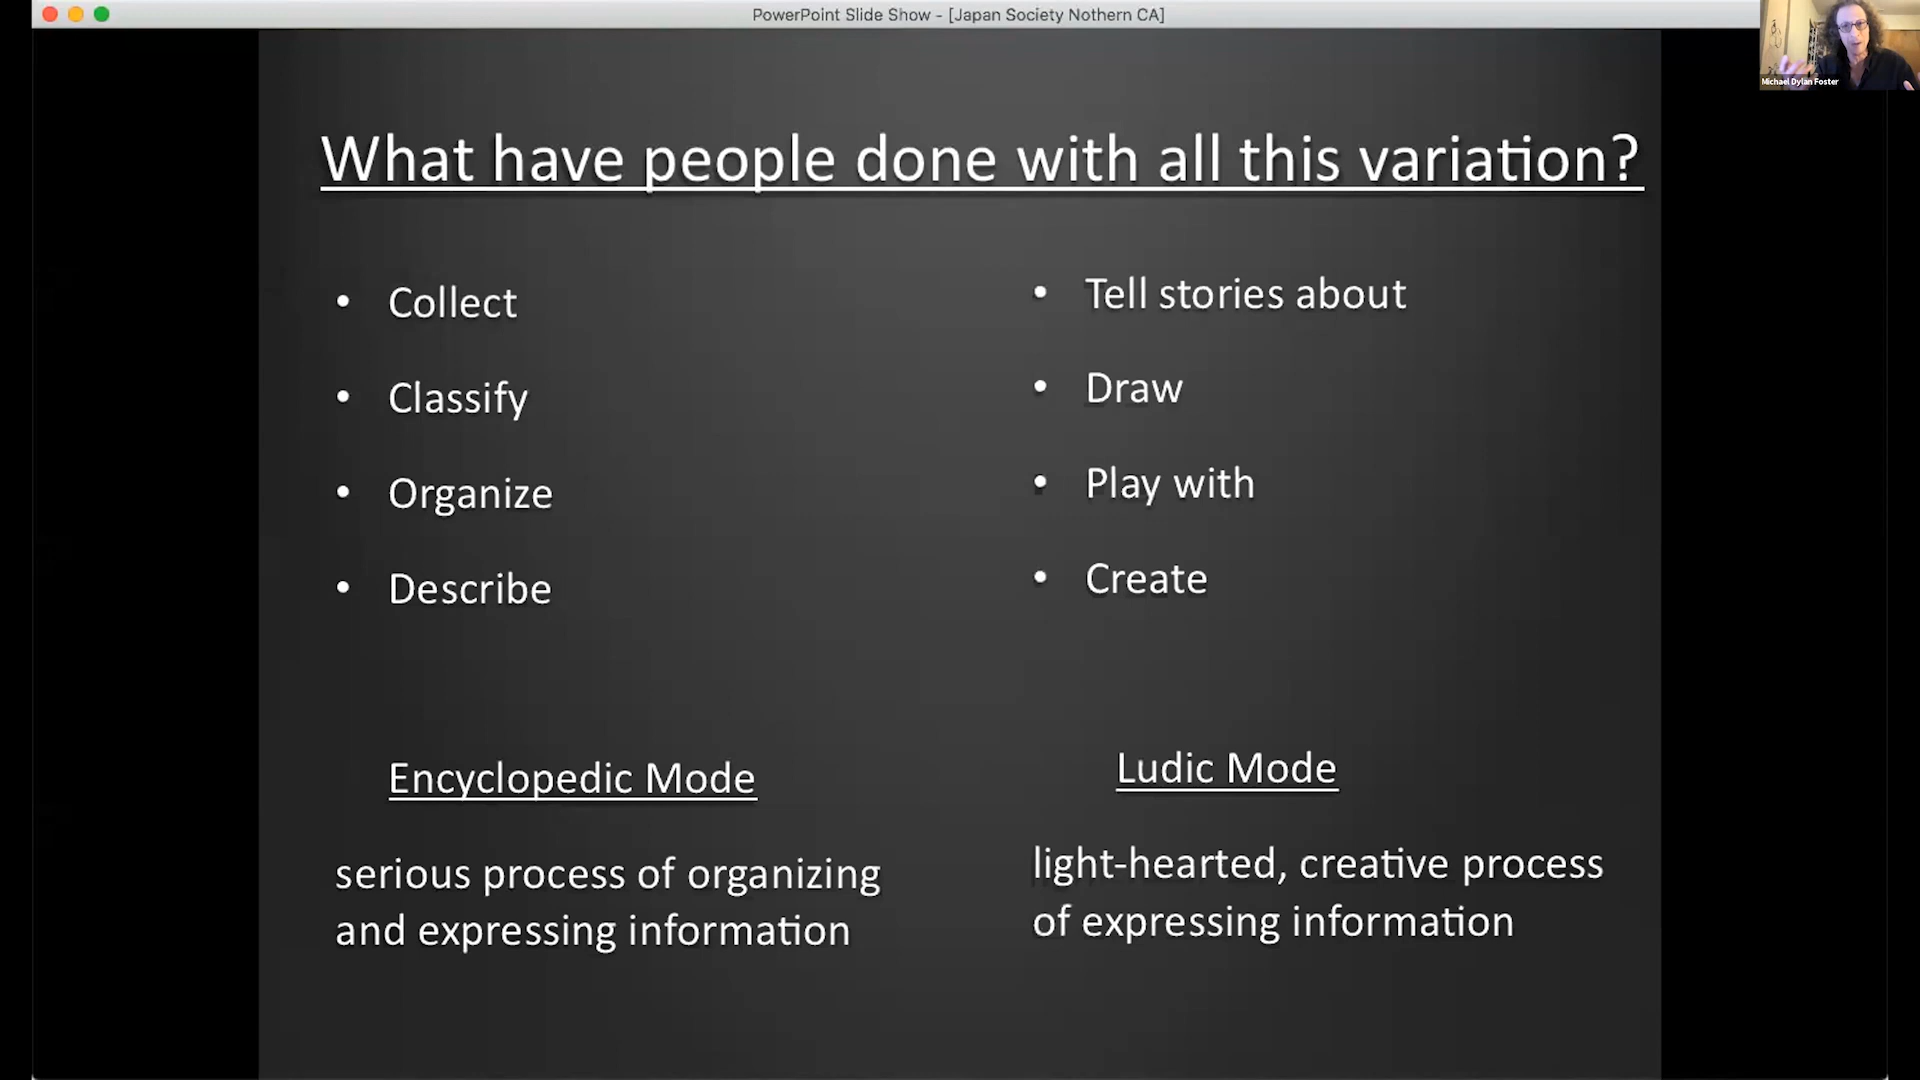 PowerPoint Slide Show - [Japan Society Nothern CA]
Michael Dylan Foster
What have people done with all this variation?
• Collect
• Classify
• Organize
• Describe
Encyclopedic Mode
serious process of organizing
and expressing information
• Tell stories about
• Draw
• Play with
• Create
Ludic Mode
light-hearted, creative process
of expressing information